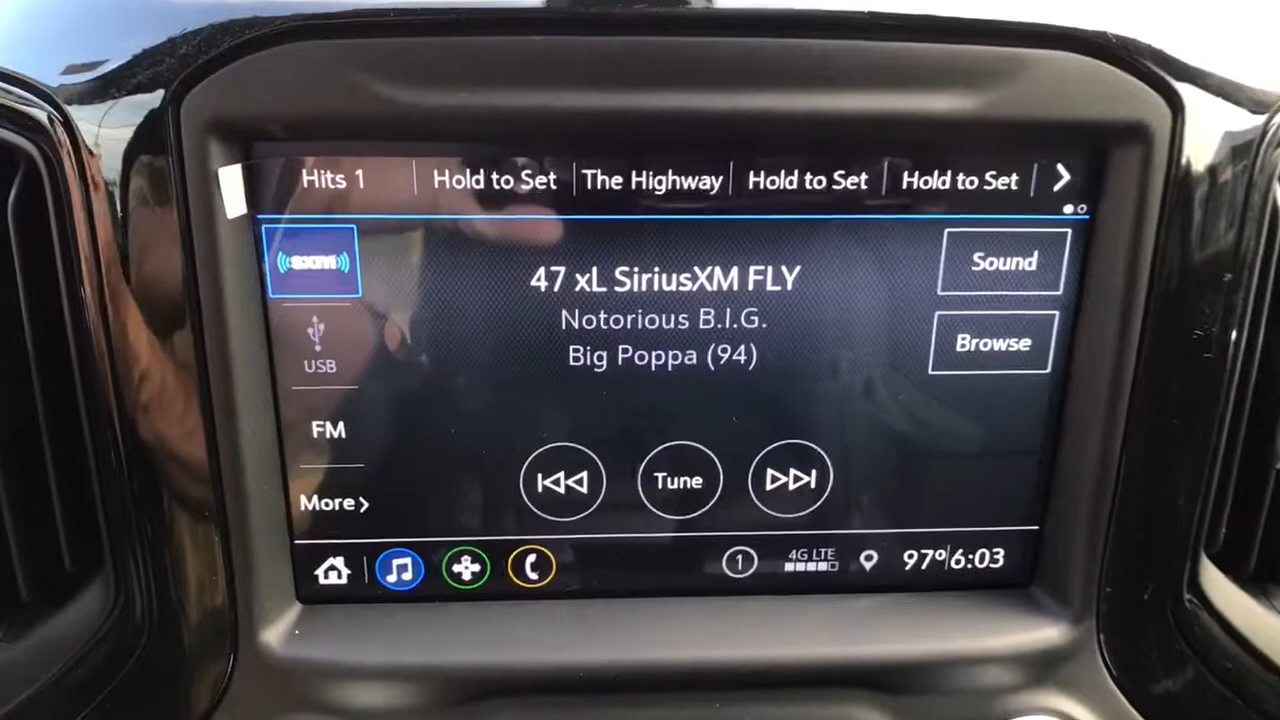 Hits 1
Hold to Set
The Highway
Hold to Set
Hold to Set
sxm
Sound
47 xL SiriusXM FLY
Notorious B.I.G.
Big Poppa (94)
Browse
USB
FM
More
Tune
1
4G LTE
97° 6:03